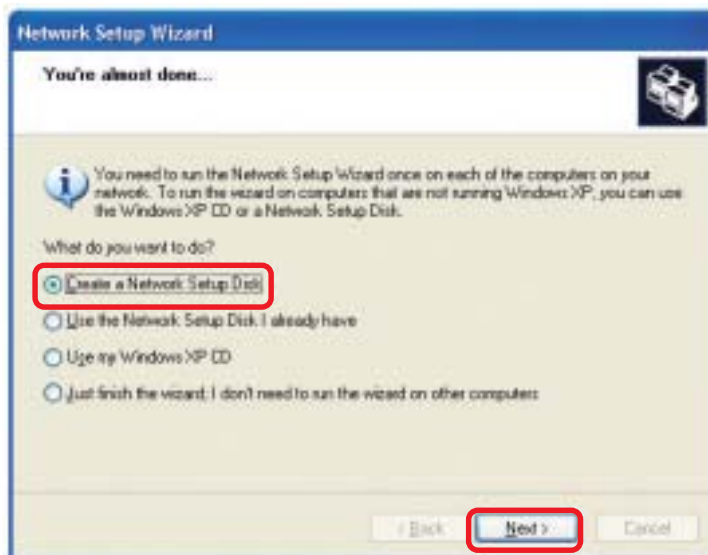 Network Setup Wizard
You're almost done...
You need to run the Network Setup Wizard once on each of the computers on your
network. To run the wizard on computers that are not running Windows XP, you can use
the Windows XP CD or a Network Setup Disk.
What do you want to do?
Create a Network Setup Disk
Use the Network Setup Disk I already have
Use my Windows XP CD
Just finish the wizard; I don't need to run the wizard on other computers
< Back
Next >
Cancel